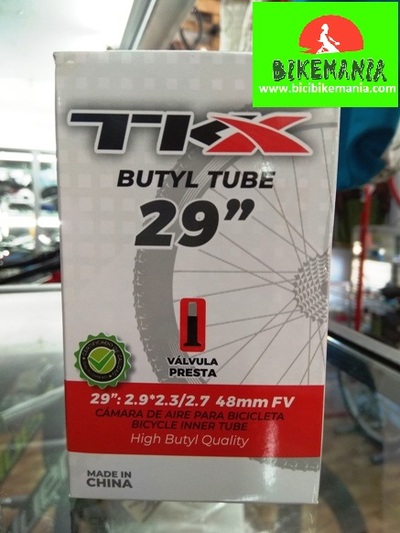 BIKEMANIA
www.bicibikemania.com
TKX
BUTYL TUBE
29”
VÁLVULA
PRESTA
29”: 2.9*2.3/2.7 48mm FV
CÁMARA DE AIRE PARA BICICLETA
BICYCLE INNER TUBE
High Butyl Quality
MADE IN
CHINA